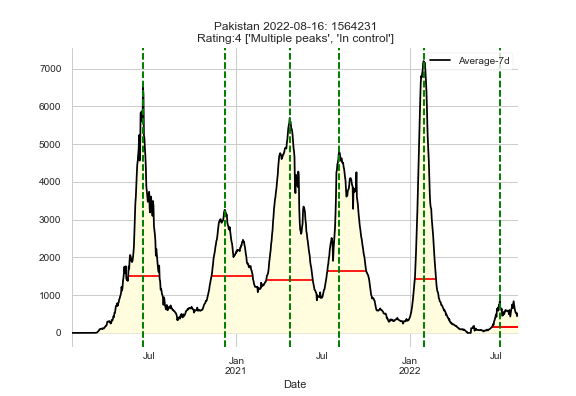 Pakistan 2022-08-16: 1564231
Rating:4 ['Multiple peaks', 'In control']
Average-7d
7000
6000
5000
4000
3000
2000
1000
0
Jul
Jan
2021
Jul
Jan
2022
Jul
Date